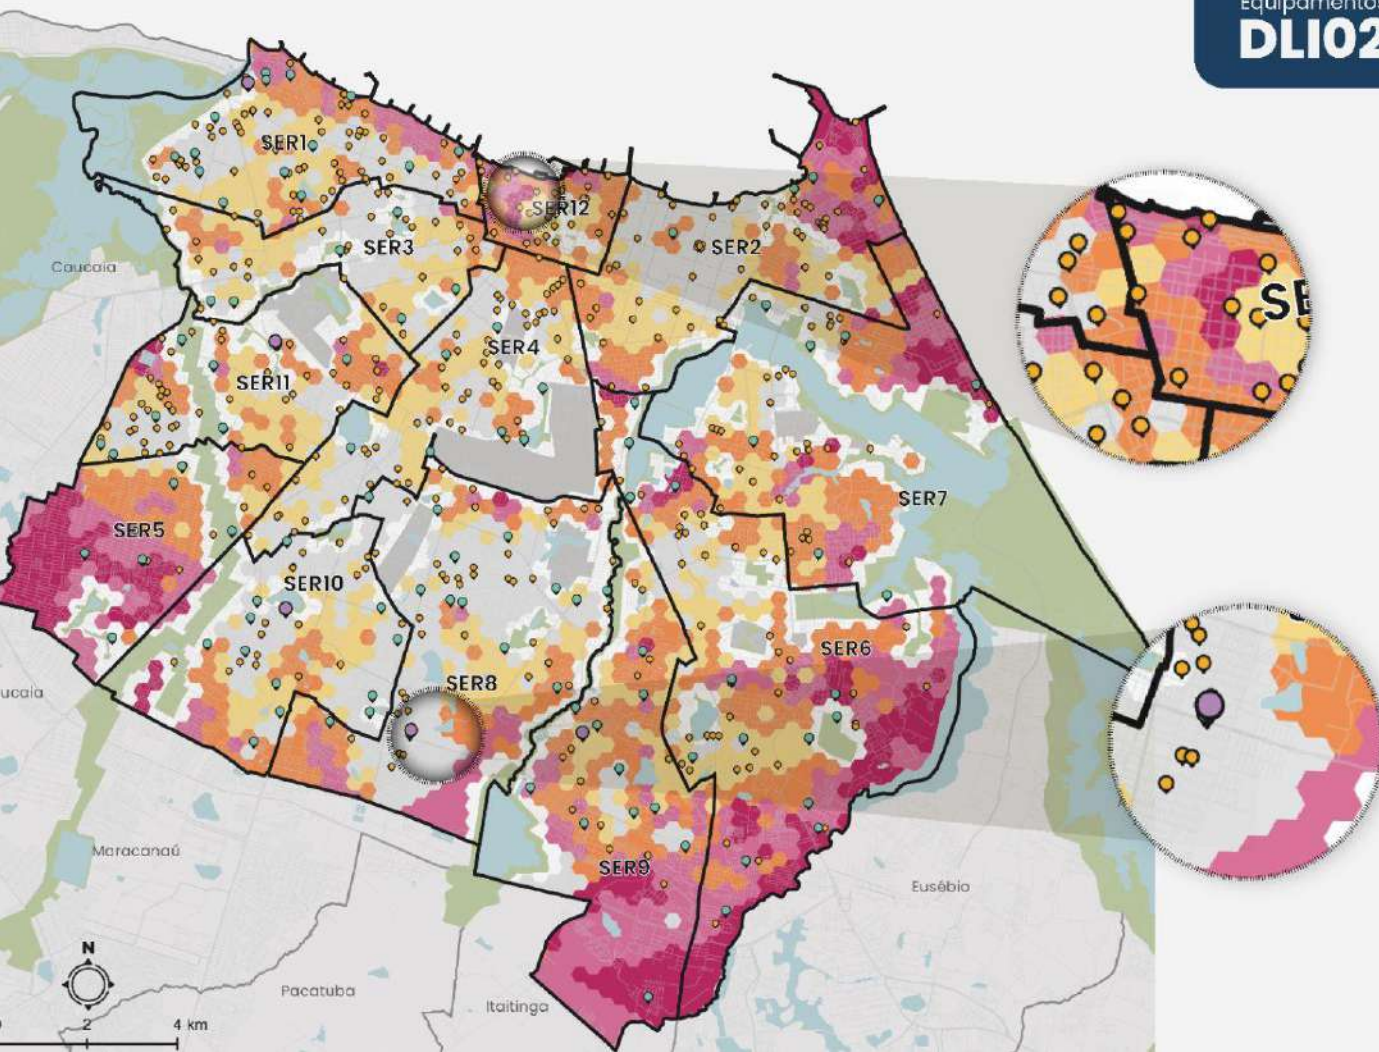 Equipamentos
DLI02
SER1
SER12
SER3
SER2
Caucaia
SER4
SER11
SE
SER5
SER7
SER10
SER6
SER8
ucaia
Maracanaú
SER9
Eusébio
N
Pacatuba
Itaitinga
2
4 km